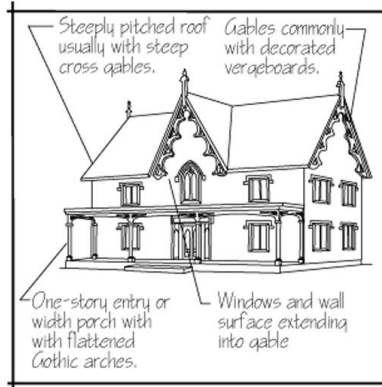 Steeply pitched roof
usually with steep
cross gables.
Gables commonly
with decorated
vergeboards.
One-story entry or
width porch with
with flattened
Gothic arches.
Windows and wall
surface extending
into gable